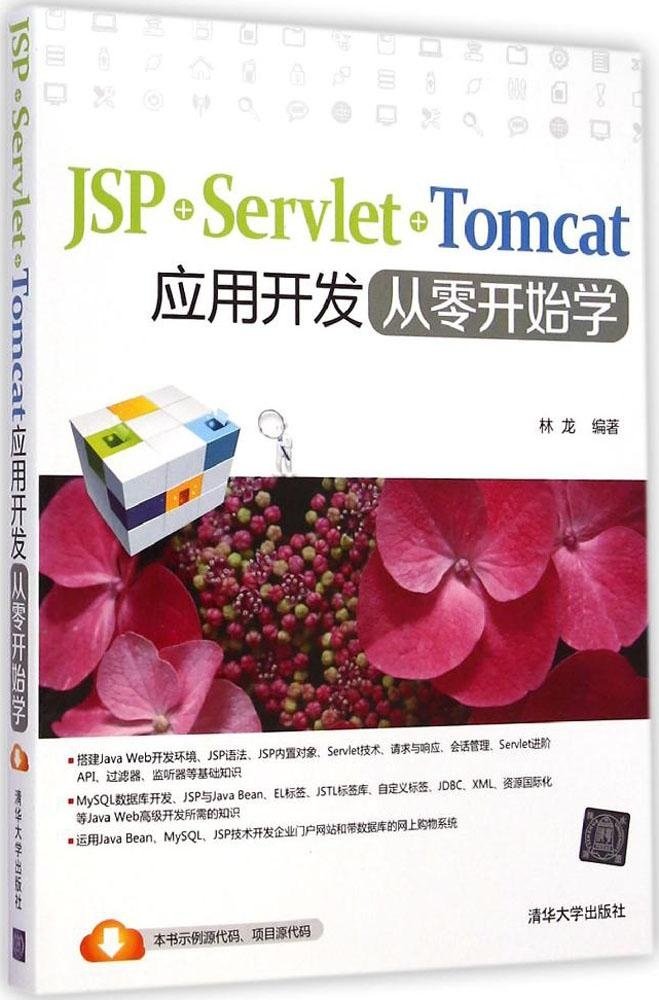 JSP+Servlet+Tomcat
应用开发 从零开始学
林龙 编著
▪搭建Java Web开发环境、JSP语法、JSP内置对象、Servlet技术、请求与响应、会话管理、Servlet进阶
API、过滤器、监听器等基础知识
▪MySQL数据库开发、JSP与Java Bean、EL标签、JSTL标签库、自定义标签、JDBC、XML、资源国际化
等Java Web高级开发所需的知识
▪运用Java Bean、MySQL、JSP技术开发企业门户网站和带数据库的网上购物系统
本书示例源代码、项目源代码
清华大学出版社
JSP+Servlet+Tomcat应用开发 从零开始学
清华大学出版社